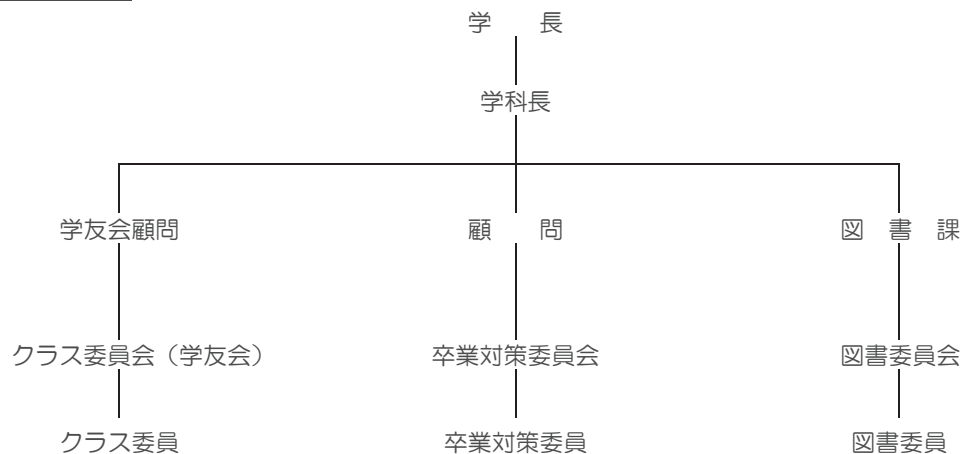 学　長
学科長
学友会顧問　顧　問　図　書　課
クラス委員会（学友会）　卒業対策委員会　図書委員会
クラス委員　卒業対策委員　図書委員